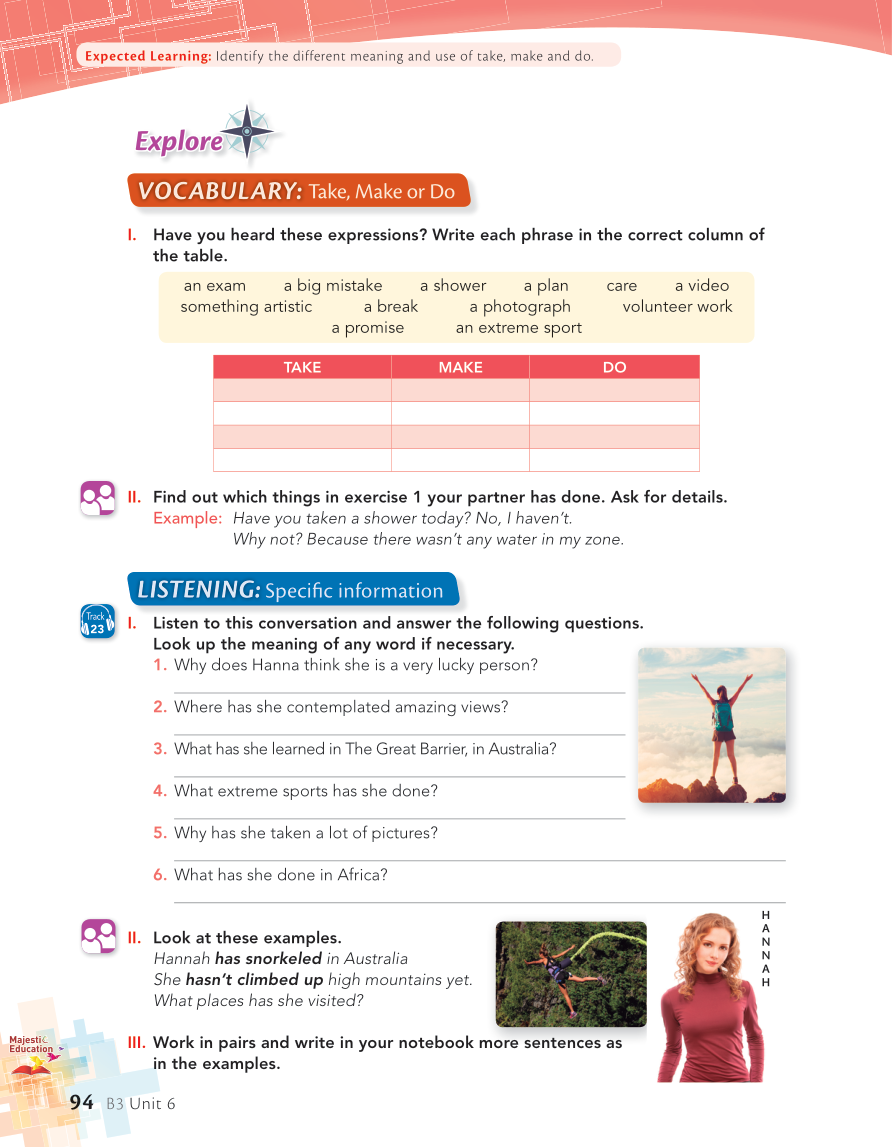 Expected Learning: Identify the different meaning and use of take, make and do.
Explore
VOCABULARY: Take, Make or Do
I. Have you heard these expressions? Write each phrase in the correct column of
the table.
an exam a big mistake a shower a plan care a video
something artistic a break a photograph volunteer work
a promise an extreme sport
TAKE MAKE DO
II. Find out which things in exercise 1 your partner has done. Ask for details.
Example: Have you taken a shower today? No, I haven't.
Why not? Because there wasn't any water in my zone.
LISTENING: Specific information
Track
23
I. Listen to this conversation and answer the following questions.
Look up the meaning of any word if necessary.
1. Why does Hanna think she is a very lucky person?
2. Where has she contemplated amazing views?
3. What has she learned in The Great Barrier, in Australia?
4. What extreme sports has she done?
5. Why has she taken a lot of pictures?
6. What has she done in Africa?
HANNAH
II. Look at these examples.
Hannah has snorkeled in Australia
She hasn't climbed up high mountains yet.
What places has she visited?
III. Work in pairs and write in your notebook more sentences as
in the examples.
Majestic
Education
94 B3 Unit 6